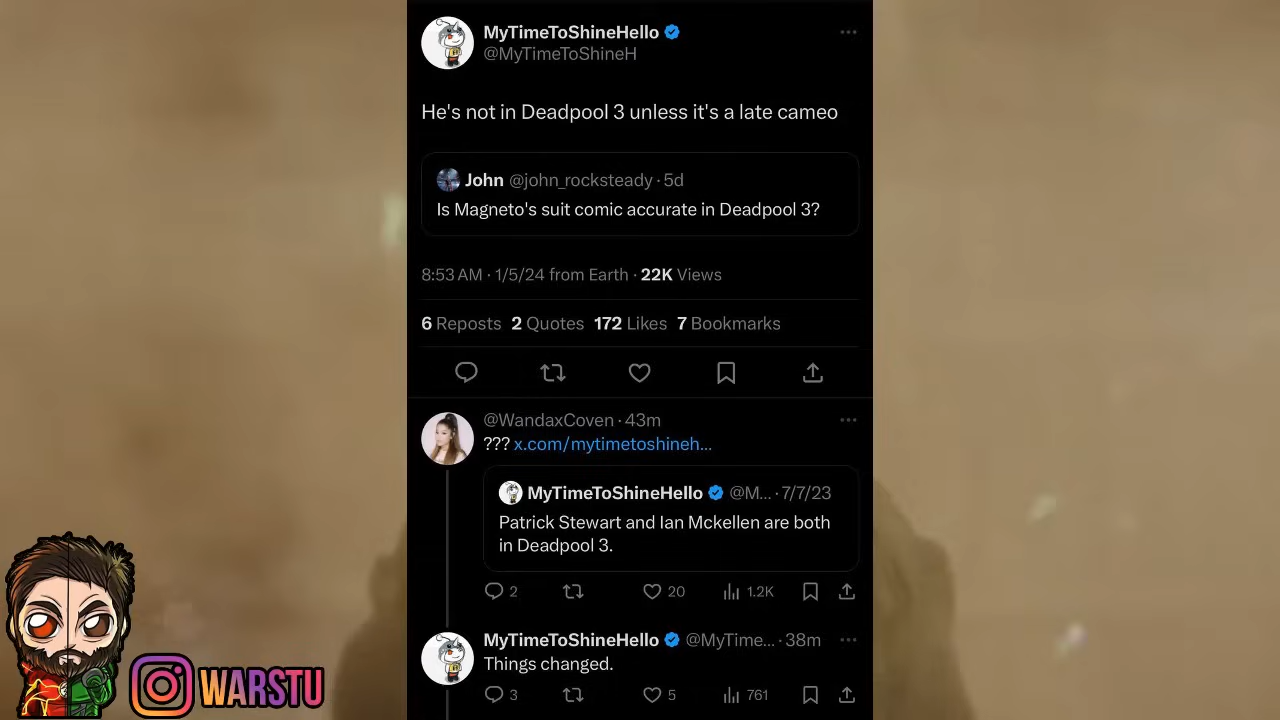 MyTimeToShineHello
@MyTimeToShineH
He's not in Deadpool 3 unless it's a late cameo
John @john_rocksteady · 5d
Is Magneto's suit comic accurate in Deadpool 3?
8:53 AM · 1/5/24 from Earth · 22K Views
6 Reposts 2 Quotes 172 Likes 7 Bookmarks
@WandaxCoven · 43m
??? x.com/mytimetoshineh...
MyTimeToShineHello @M... · 7/7/23
Patrick Stewart and Ian Mckellen are both
in Deadpool 3.
2 20 1.2K
MyTimeToShineHello @MyTime... · 38m
Things changed.
3 5 761
WARSTU